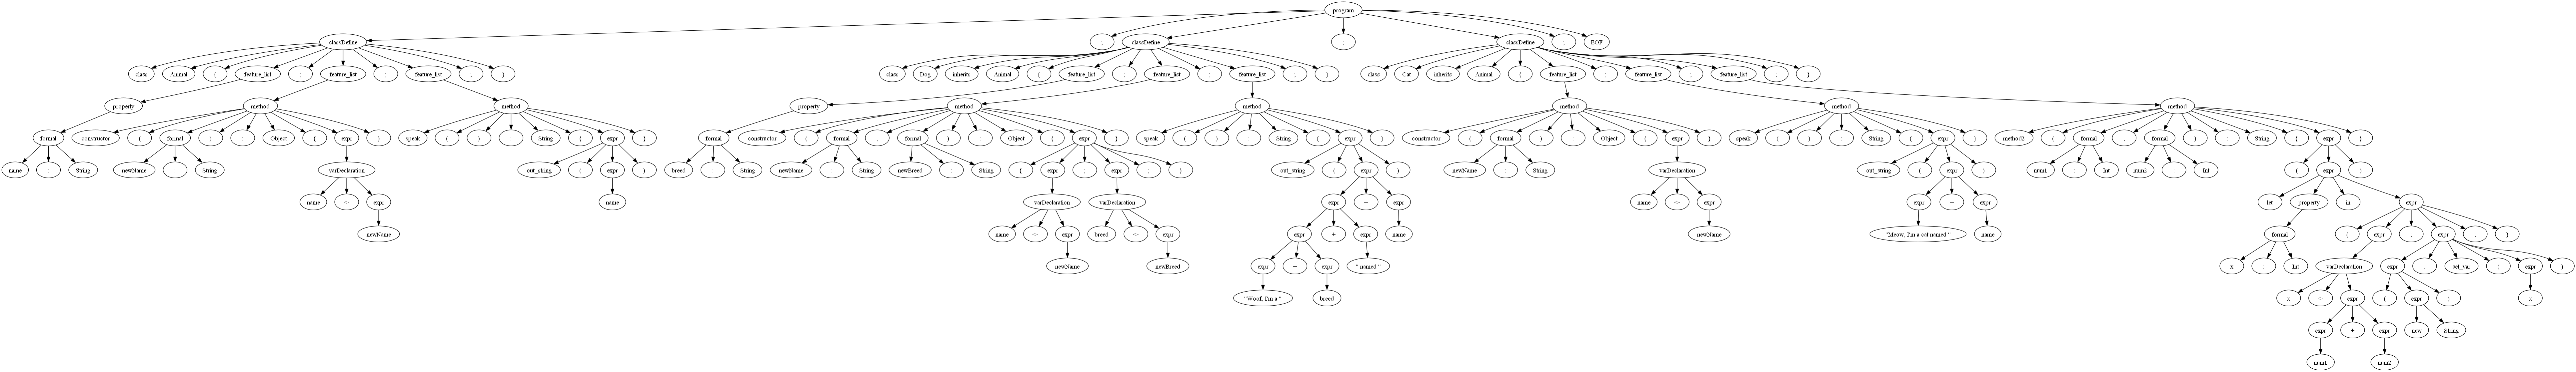 program
classDefine ; classDefine ; classDefine ; EOF
class Animal { feature_list ; feature_list ; feature_list ; } class Dog inherits Animal { feature_list ; feature_list ; feature_list ; } class Cat inherits Animal { feature_list ; feature_list ; feature_list ; }
property method method property method method method method method
formal constructor ( formal ) : Object { expr } speak ( ) : String { expr } formal constructor ( formal , formal ) : Object { expr } speak ( ) : String { expr } constructor ( formal ) : Object { expr } speak ( ) : String { expr } method2 ( formal , formal ) : String { expr }
name : String newName : String varDeclaration out_string ( expr ) breed : String newName : String newBreed : String { expr ; expr ; } out_string ( expr ) newName : String varDeclaration out_string ( expr ) num1 : Int num2 : Int ( expr )
name <- expr name varDeclaration varDeclaration expr + expr name <- expr expr + expr let property in expr
newName name <- expr breed <- expr expr + expr name newName "Meow, I'm a cat named " name formal { expr ; expr ; }
newName newBreed expr + expr " named " x : Int varDeclaration expr . set_var ( expr )
"Woof, I'm a " breed x <- expr ( expr ) x
expr + expr new String
num1 num2